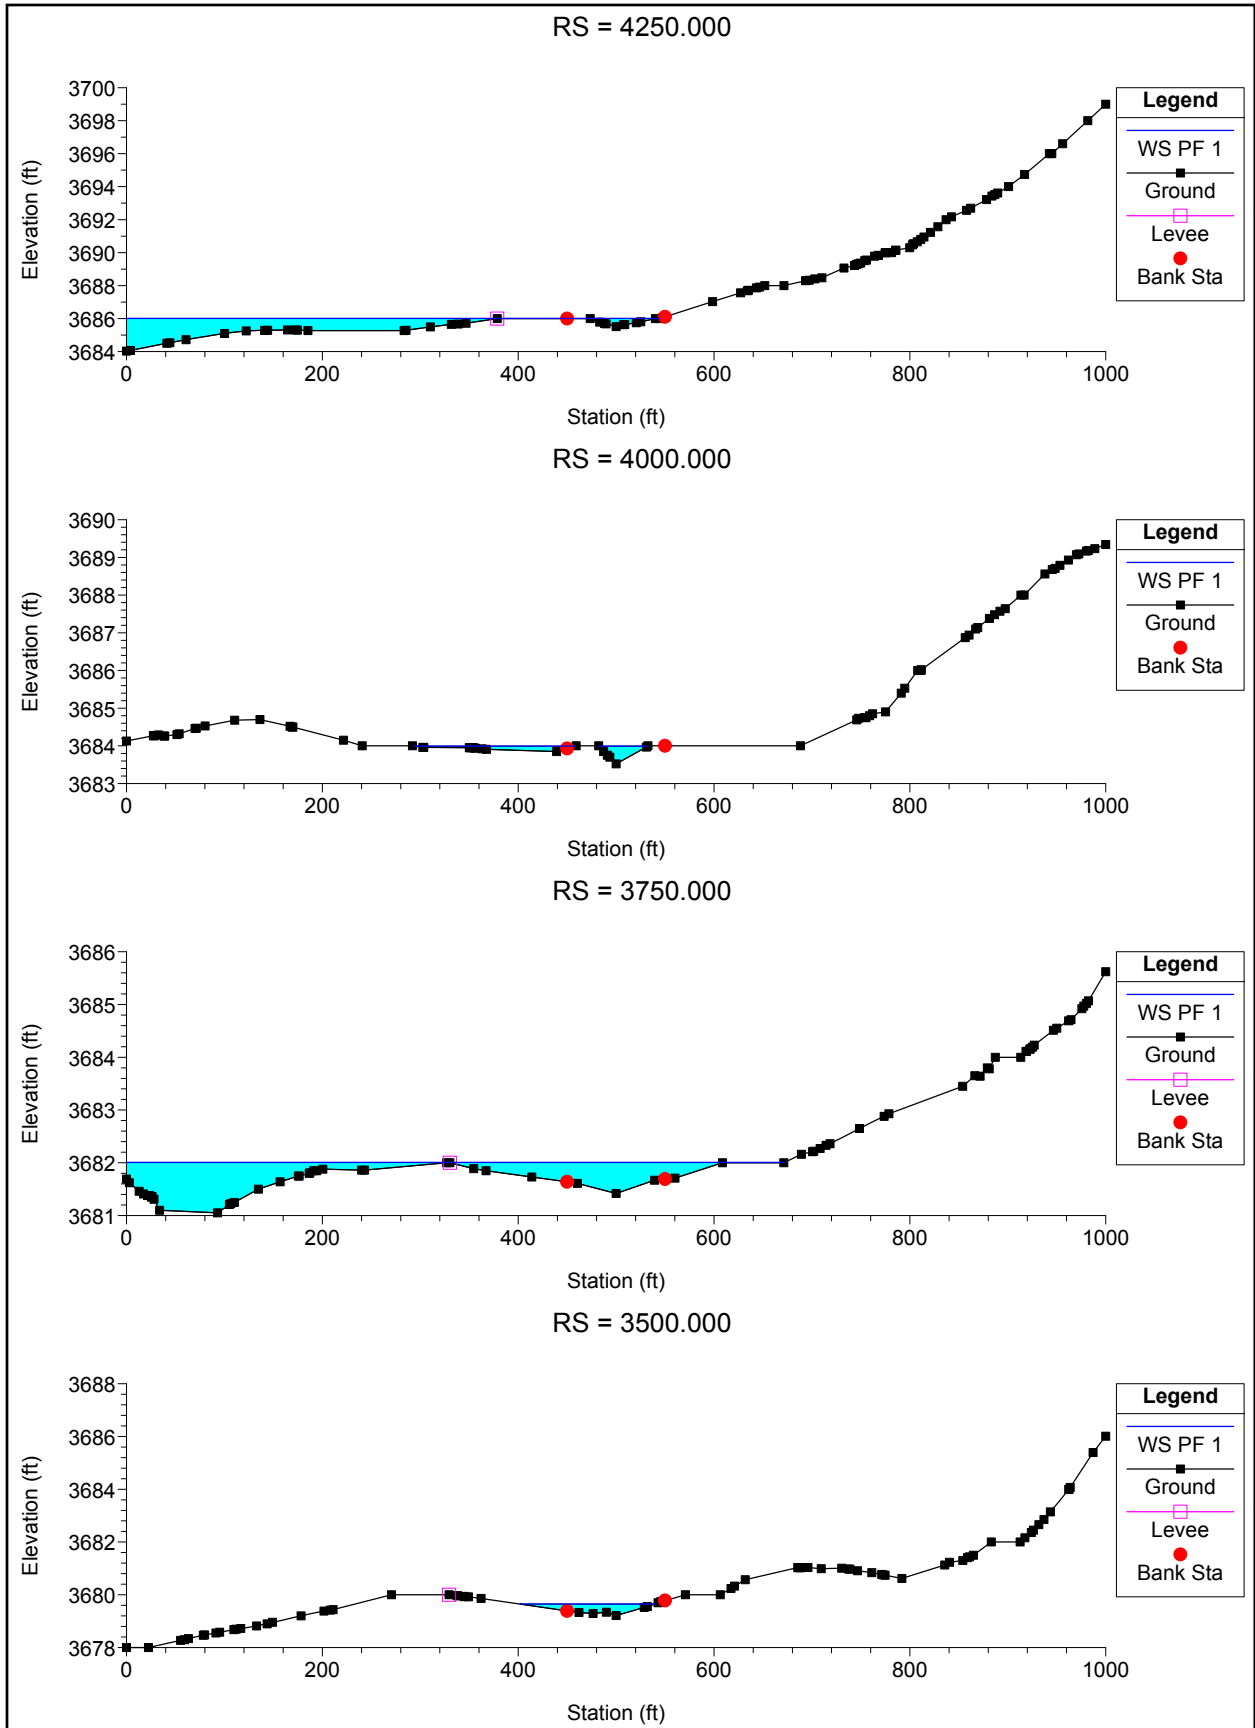 RS = 4250.000
3700
3698
3696
3694
3692
3690
3688
3686
3684
Elevation (ft)
0 200 400 600 800 1000
Station (ft)
Legend
WS PF 1
Ground
Levee
Bank Sta
RS = 4000.000
3690
3689
3688
3687
3686
3685
3684
3683
Elevation (ft)
0 200 400 600 800 1000
Station (ft)
Legend
WS PF 1
Ground
Bank Sta
RS = 3750.000
3686
3685
3684
3683
3682
3681
Elevation (ft)
0 200 400 600 800 1000
Station (ft)
Legend
WS PF 1
Ground
Levee
Bank Sta
RS = 3500.000
3688
3686
3684
3682
3680
3678
Elevation (ft)
0 200 400 600 800 1000
Station (ft)
Legend
WS PF 1
Ground
Levee
Bank Sta